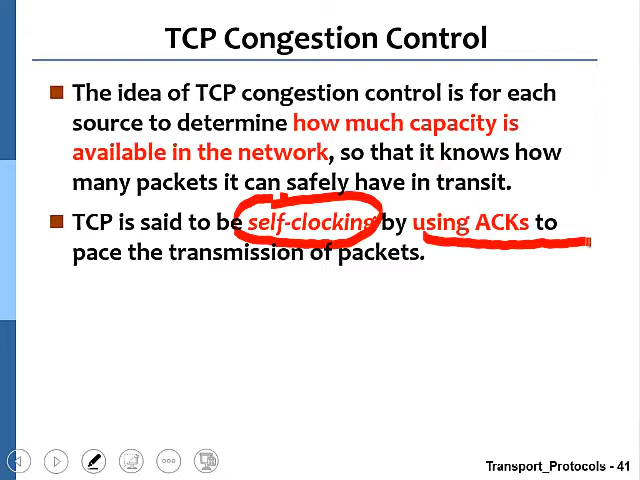 TCP Congestion Control
The idea of TCP congestion control is for each
source to determine how much capacity is
available in the network, so that it knows how
many packets it can safely have in transit.
TCP is said to be self-clocking by using ACKs to
pace the transmission of packets.
Transport_Protocols - 41